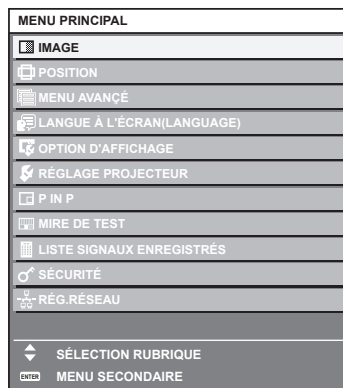 MENU PRINCIPAL
IMAGE
POSITION
MENU AVANÇÉ
LANGUE À L'ÉCRAN(LANGUAGE)
OPTION D'AFFICHAGE
RÉGLAGE PROJECTEUR
P IN P
MIRE DE TEST
LISTE SIGNAUX ENREGISTRÉS
SÉCURITÉ
RÉG.RÉSEAU
SÉLECTION RUBRIQUE
ENTER MENU SECONDAIRE